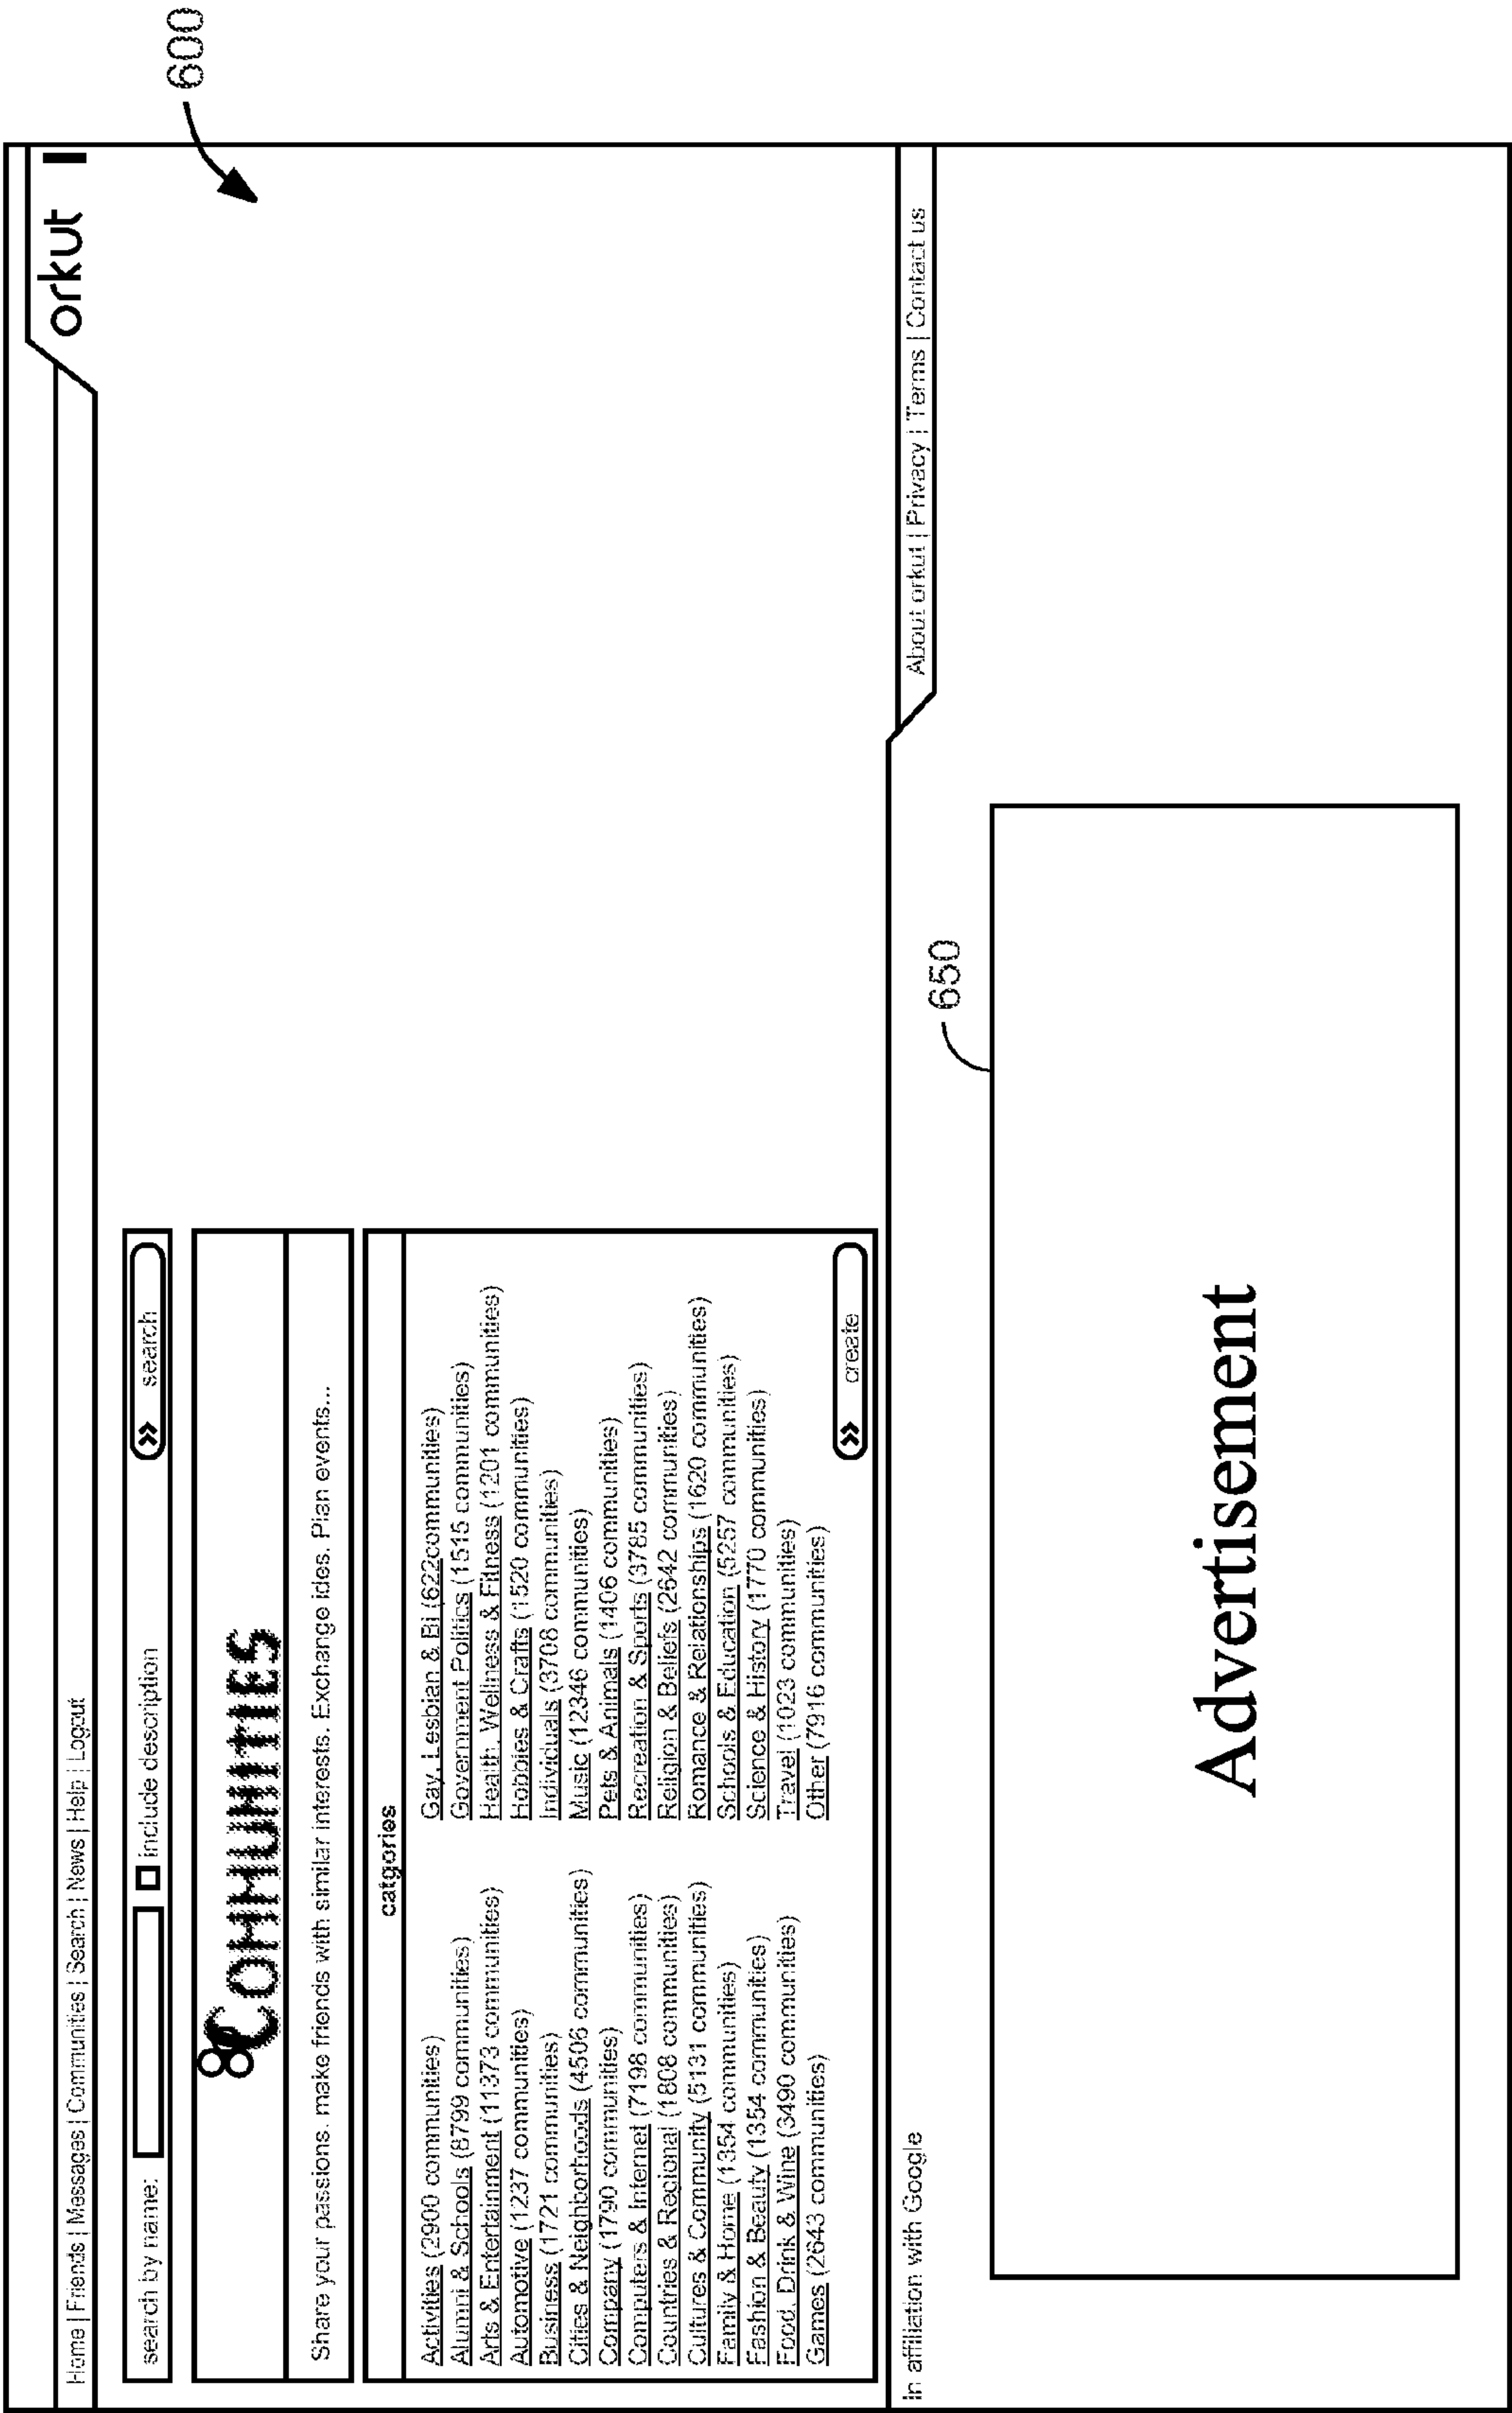 600
orkut
Home | Friends | Messages | Communities | Search | News | Help | Logout
search by name: include description » search
COMMUNITIES
Share your passions. make friends with similar interests. Exchange ides. Plan events...
catgories
Activities (2900 communities)
Alumni & Schools (8799 communities)
Arts & Entertainment (11373 communities)
Automotive (1237 communities)
Business (1721 communities)
Cities & Neighborhoods (4506 communities)
Company (1790 communities)
Computers & Internet (7198 communities)
Countries & Regional (1808 communities)
Cultures & Community (5131 communities)
Family & Home (1354 communities)
Fashion & Beauty (1354 communities)
Food, Drink & Wine (3490 communities)
Games (2643 communities)
Gay, Lesbian & Bi (622communities)
Government Politics (1515 communities)
Health, Wellness & Fitness (1201 communities)
Hobbies & Crafts (1520 communities)
Individuals (3708 communities)
Music (12346 communities)
Pets & Animals (1406 communities)
Recreation & Sports (3785 communities)
Religion & Beliefs (2642 communities)
Romance & Relationships (1620 communities)
Schools & Education (5257 communities)
Science & History (1770 communities)
Travel (1023 communities)
Other (7916 communities)
» create
In affiliation with Google
About orkut | Privacy | Terms | Contact us
650
Advertisement